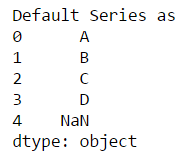 Default Series as
0      A
1      B
2      C
3      D
4    NaN
dtype: object